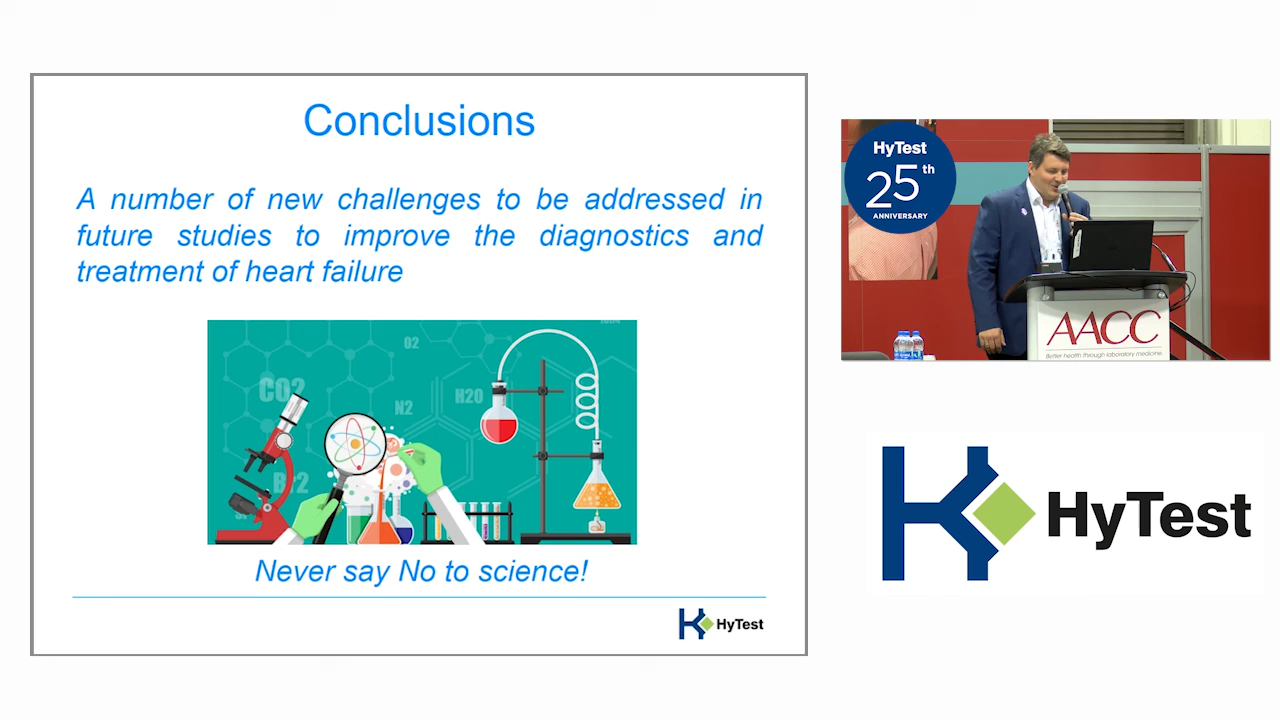 Conclusions
A number of new challenges to be addressed in
future studies to improve the diagnostics and
treatment of heart failure
O2
CO2
N2
H2O
Br2
Never say No to science!
HyTest
HyTest
25th
ANNIVERSARY
AACC
Better health through laboratory medicine.
HyTest